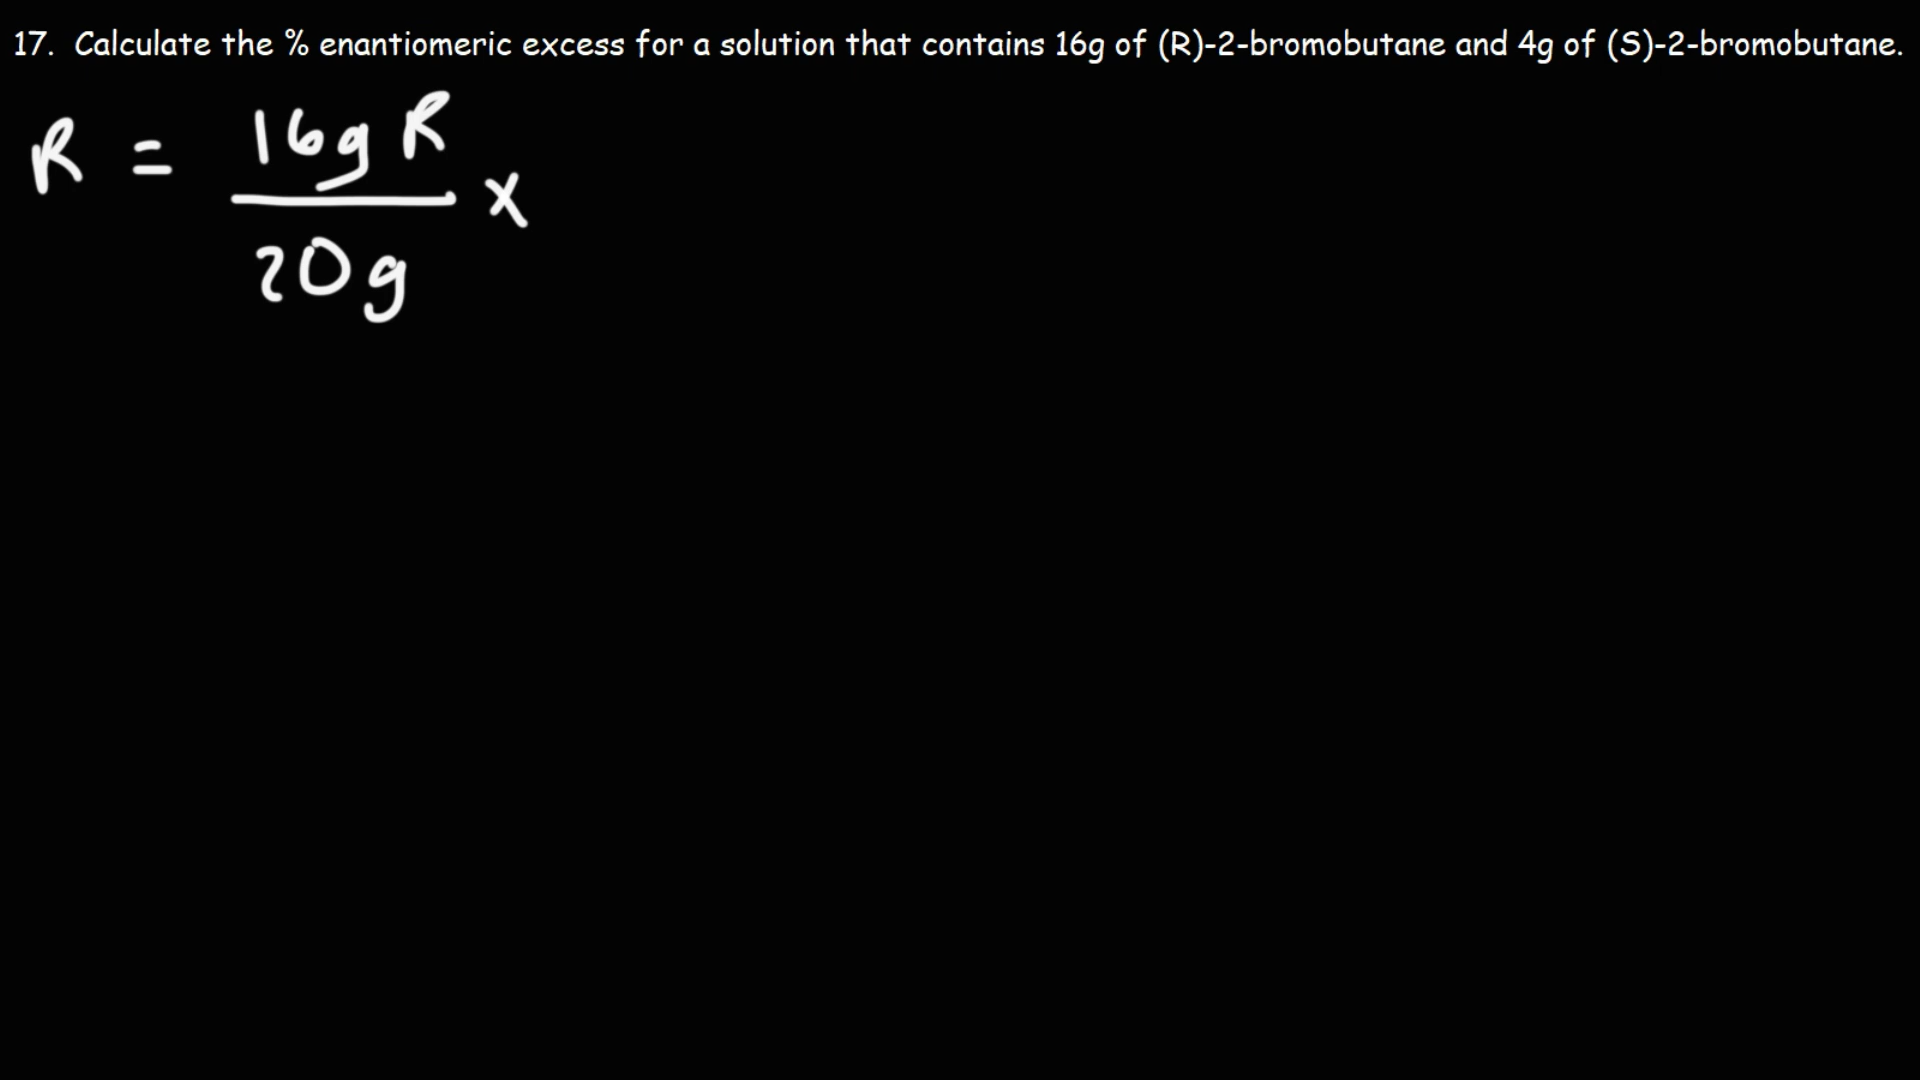 17. Calculate the % enantiomeric excess for a solution that contains 16g of (R)-2-bromobutane and 4g of (S)-2-bromobutane.
R = 16g R x
20g